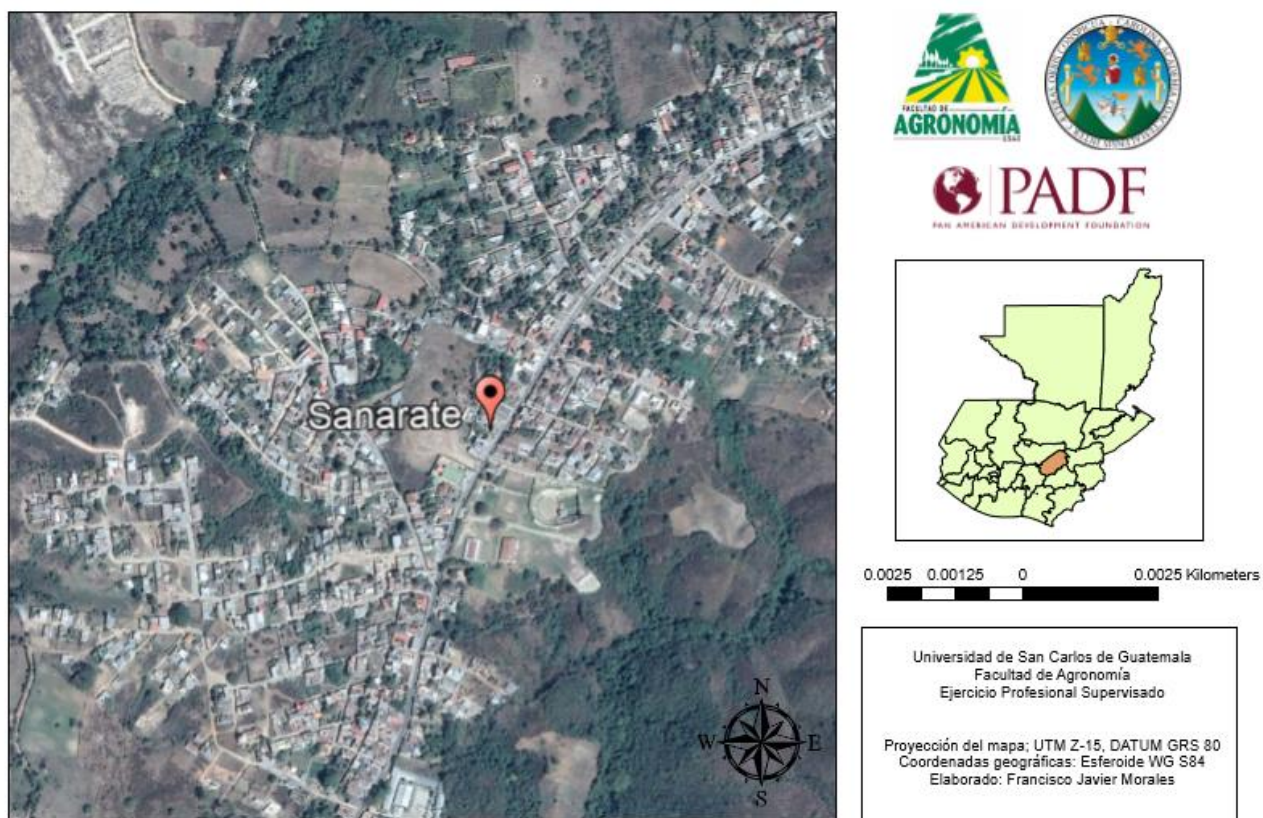 Sanarate
N
W
E
S
FACULTAD DE
AGRONOMÍA
PADF
PAN AMERICAN DEVELOPMENT FOUNDATION
0.0025 0.00125 0 0.0025 Kilometers
Universidad de San Carlos de Guatemala
Facultad de Agronomía
Ejercicio Profesional Supervisado
Proyección del mapa; UTM Z-15, DATUM GRS 80
Coordenadas geográficas: Esferoide WG S84
Elaborado: Francisco Javier Morales